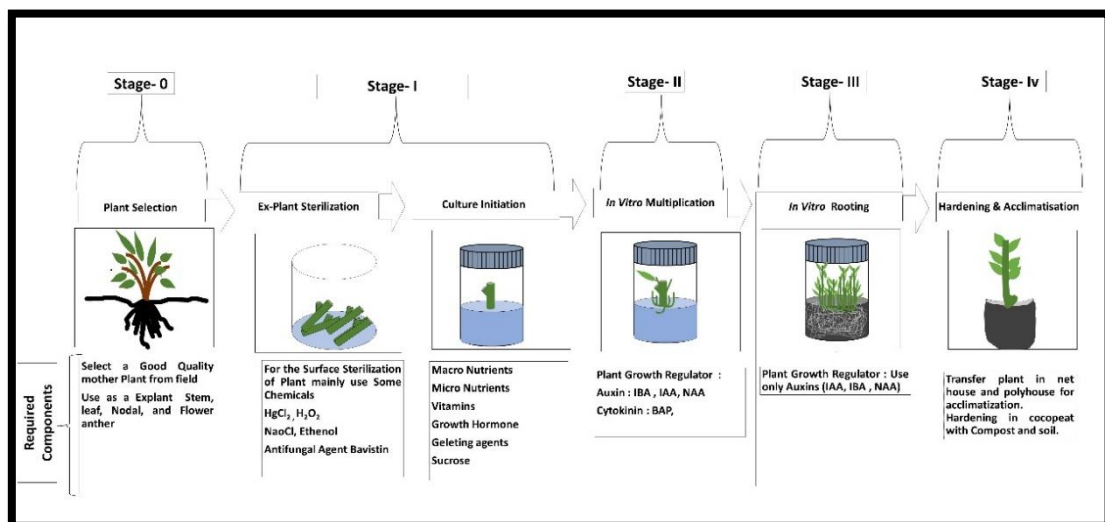 Stage- 0
Stage- I
Stage- II
Stage- III
Stage- Iv
Plant Selection
Ex-Plant Sterilization
Culture Initiation
In Vitro Multiplication
In Vitro Rooting
Hardening & Acclimatisation
Required
Components
Select a Good Quality
mother Plant from field
Use as a Explant Stem,
leaf, Nodal, and Flower
anther
For the Surface Sterilization
of Plant mainly use Some
Chemicals
HgCl₂, H₂O₂
NaoCl, Ethenol
Antifungal Agent Bavistin
Macro Nutrients
Micro Nutrients
Vitamins
Growth Hormone
Geleting agents
Sucrose
Plant Growth Regulator :
Auxin : IBA , IAA, NAA
Cytokinin : BAP,
Plant Growth Regulator : Use
only Auxins (IAA, IBA , NAA)
Transfer plant in net
house and polyhouse for
acclimatization.
Hardening in cocopeat
with Compost and soil.